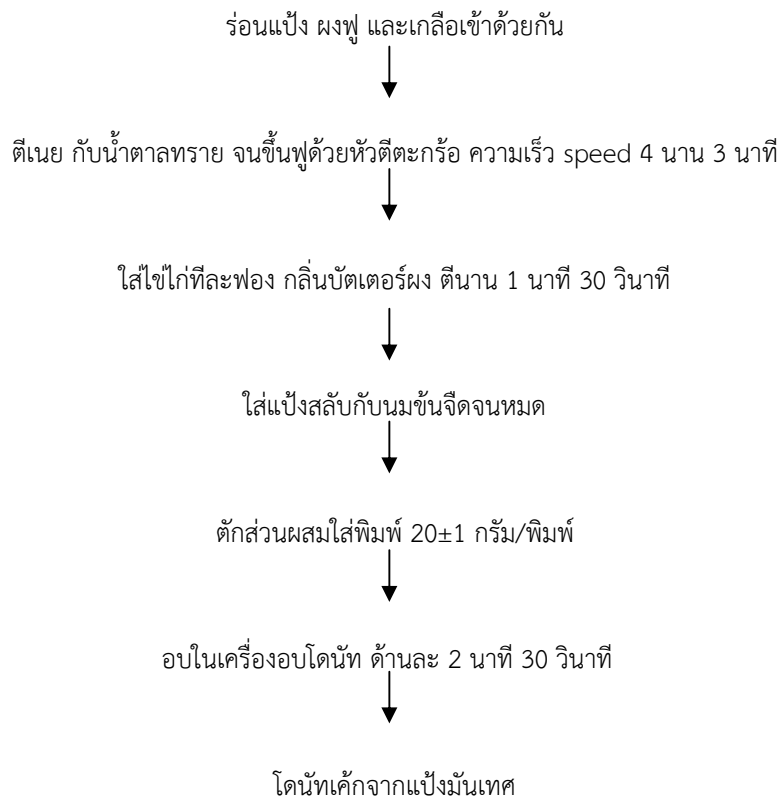 ร่อนแป้ง ผงฟู และเกลือเข้าด้วยกัน
ตีเนย กับน้ำตาลทราย จนขึ้นฟูด้วยหัวตีตะกร้อ ความเร็ว speed 4 นาน 3 นาที
ใส่ไข่ไก่ทีละฟอง กลิ่นบัตเตอร์ผง ตีนาน 1 นาที 30 วินาที
ใส่แป้งสลับกับนมข้นจืดจนหมด
ตักส่วนผสมใส่พิมพ์ 20±1 กรัม/พิมพ์
อบในเครื่องอบโดนัท ด้านละ 2 นาที 30 วินาที
โดนัทเค้กจากแป้งมันเทศ